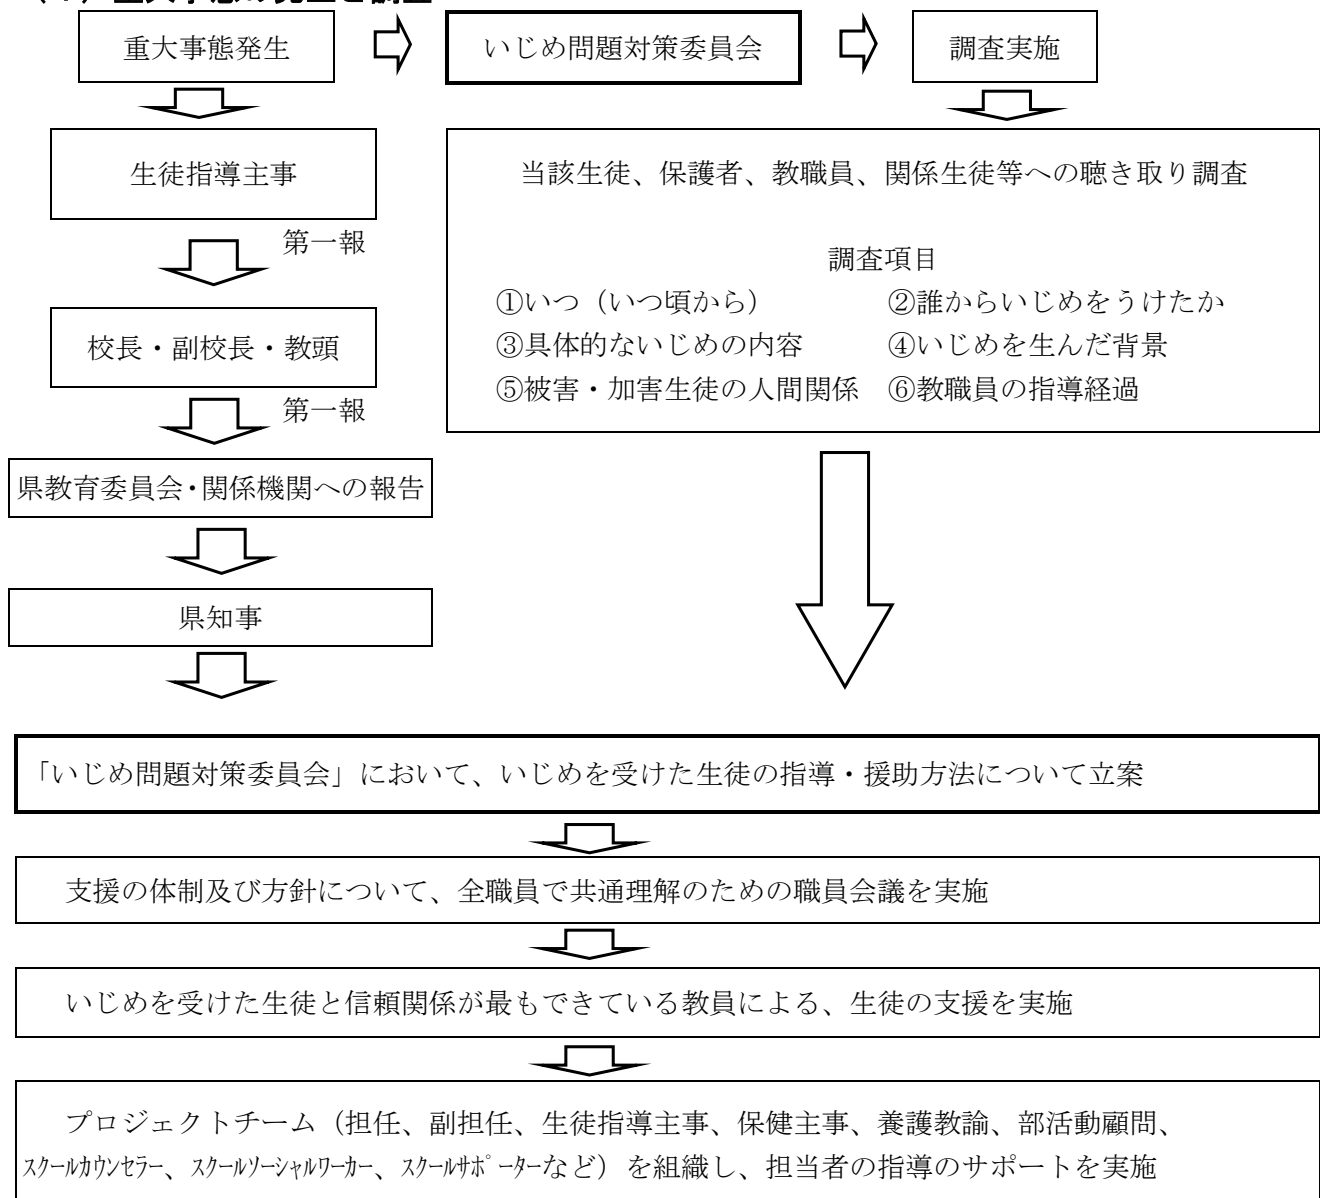 重大事態発生
いじめ問題対策委員会
調査実施
生徒指導主事
第一報
校長・副校長・教頭
第一報
県教育委員会・関係機関への報告
県知事
当該生徒、保護者、教職員、関係生徒等への聴き取り調査
調査項目
①いつ（いつ頃から） ②誰からいじめをうけたか
③具体的ないじめの内容 ④いじめを生んだ背景
⑤被害・加害生徒の人間関係 ⑥教職員の指導経過
「いじめ問題対策委員会」において、いじめを受けた生徒の指導・援助方法について立案
支援の体制及び方針について、全職員で共通理解のための職員会議を実施
いじめを受けた生徒と信頼関係が最もできている教員による、生徒の支援を実施
プロジェクトチーム（担任、副担任、生徒指導主事、保健主事、養護教諭、部活動顧問、
ｽｸｰﾙｶｳﾝｾﾗｰ、ｽｸｰﾙｿｰｼｬﾙﾜｰｶｰ、ｽｸｰﾙｻﾎﾟｰﾀｰなど）を組織し、担当者の指導のサポートを実施